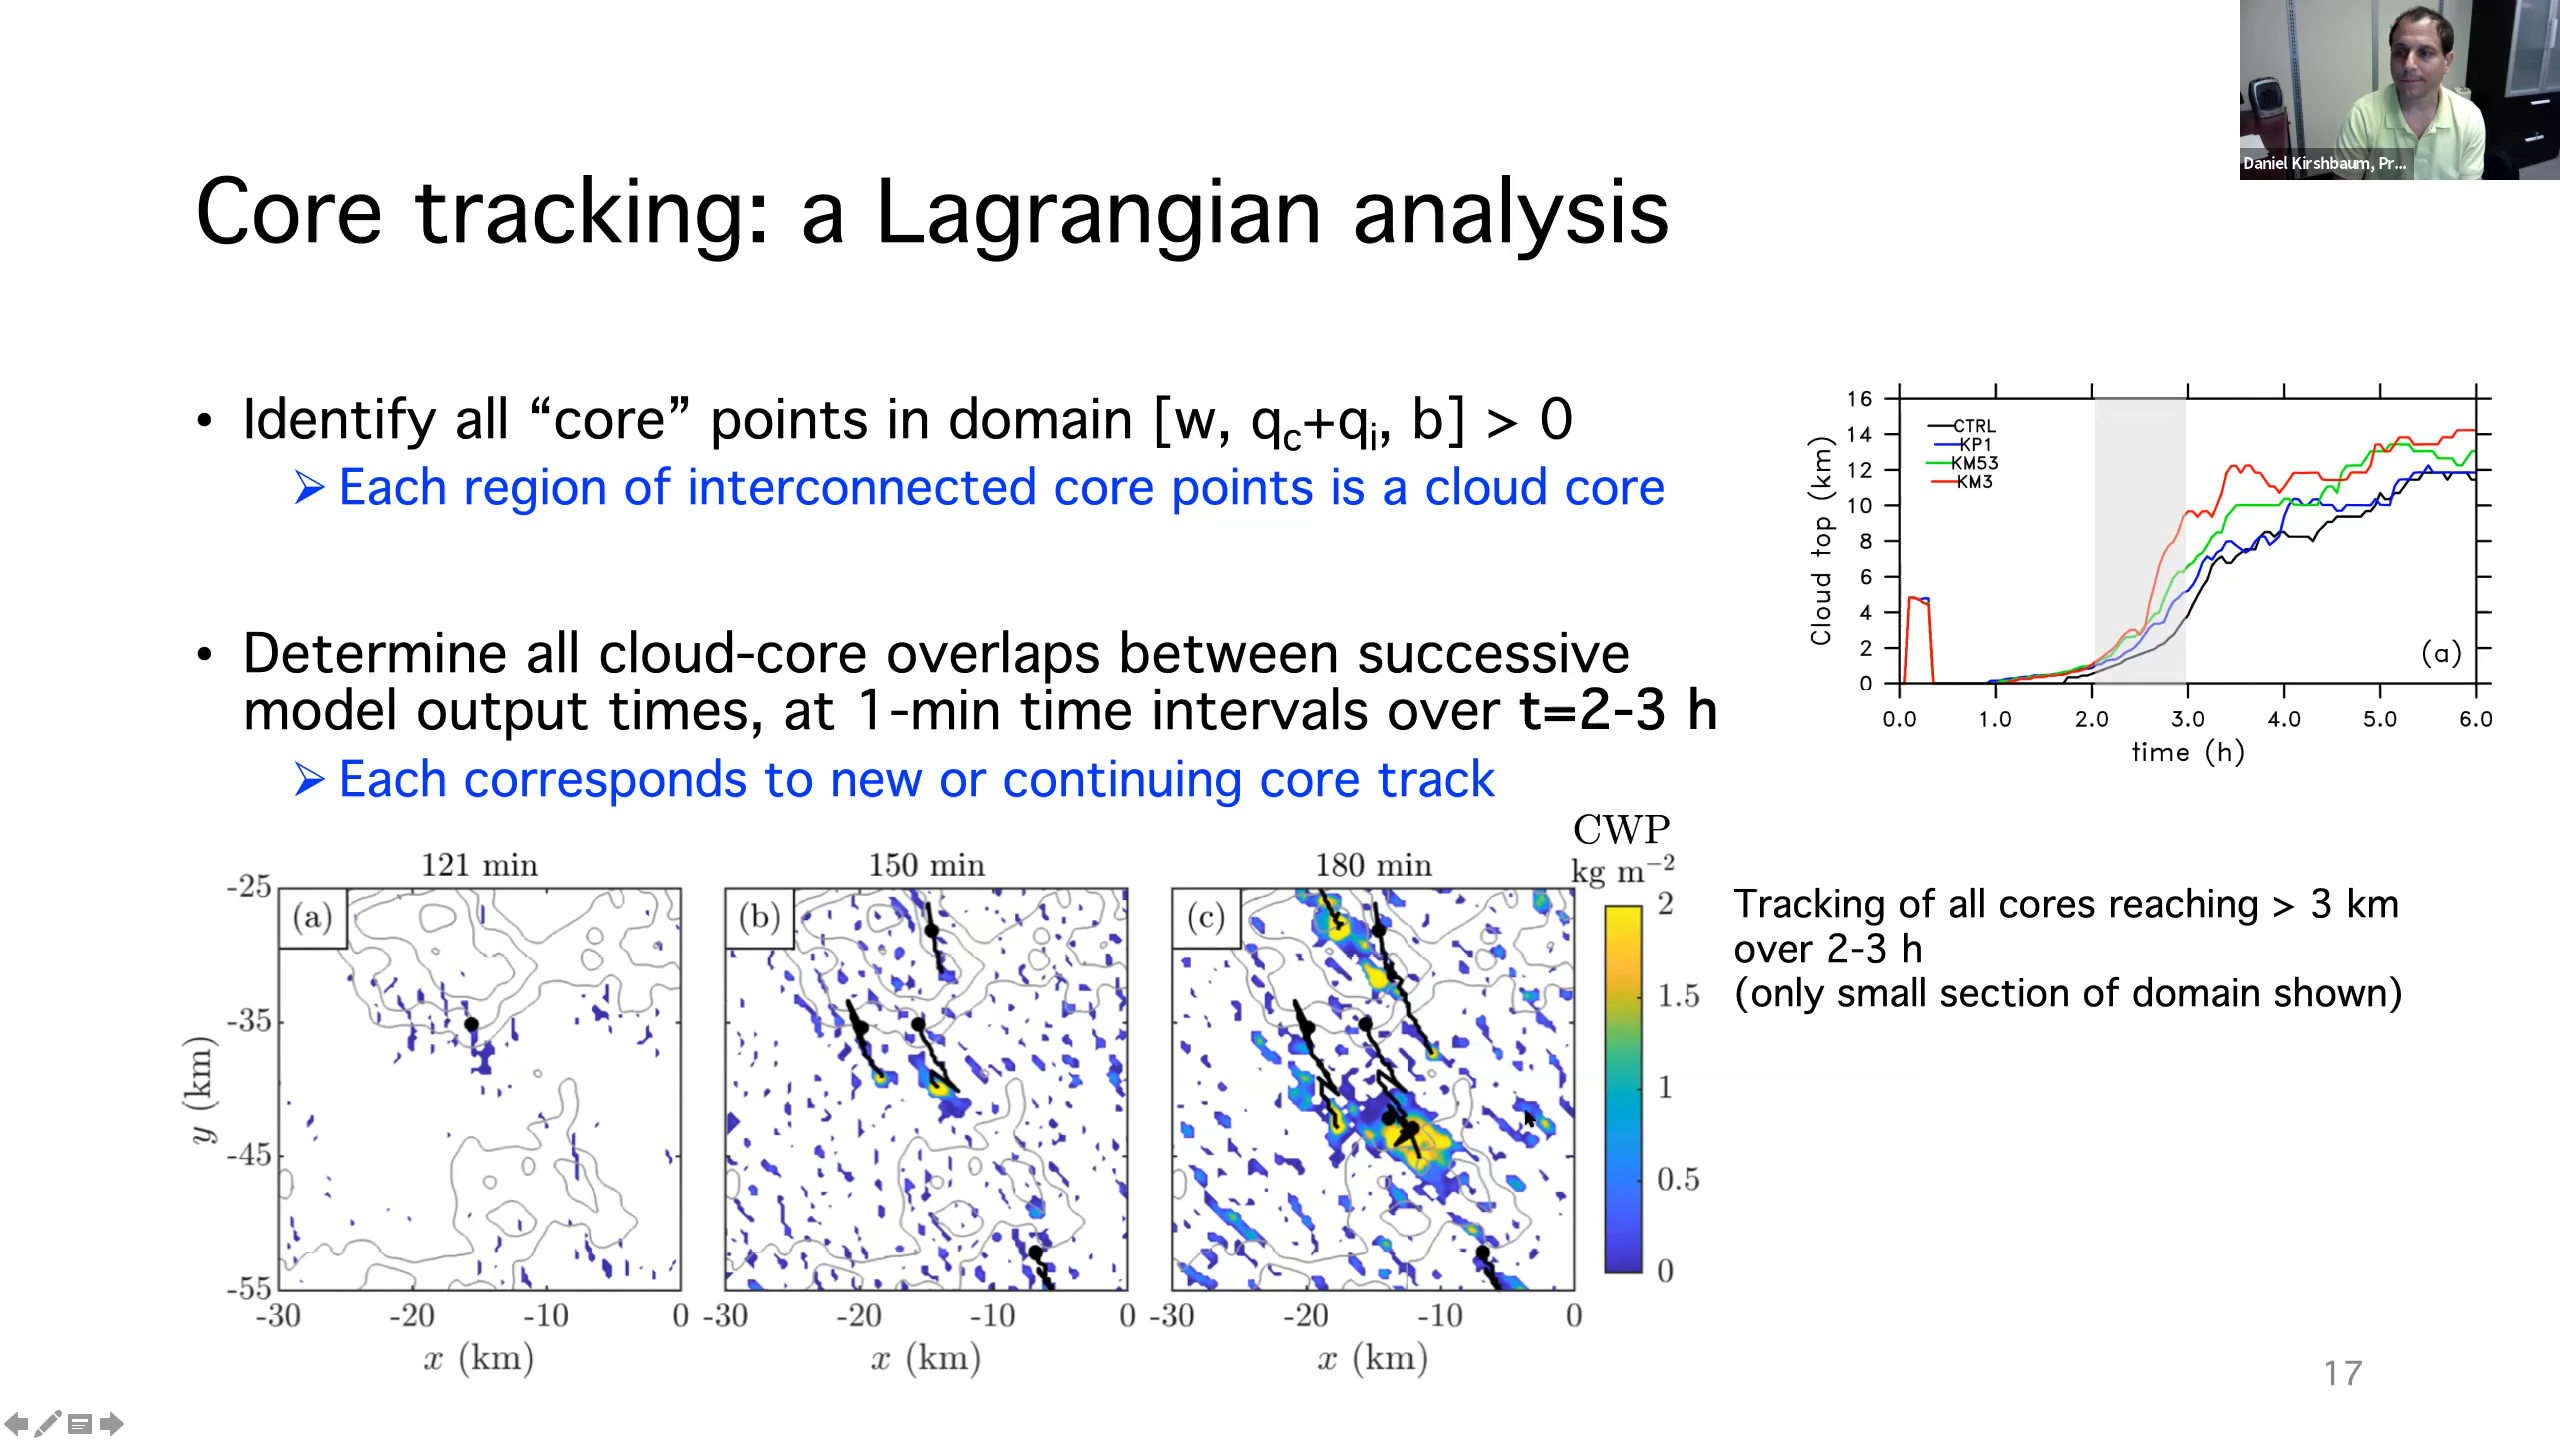 Daniel Kirshbaum, Pr...
Core tracking: a Lagrangian analysis
• Identify all “core” points in domain [w, qc+qi, b] > 0
➢ Each region of interconnected core points is a cloud core
• Determine all cloud-core overlaps between successive
model output times, at 1-min time intervals over t=2-3 h
➢ Each corresponds to new or continuing core track
16
14
12
10
8
6
4
2
0
Cloud top (km)
CTRL
KP1
KM53
KM3
(a)
0.0 1.0 2.0 3.0 4.0 5.0 6.0
time (h)
121 min
150 min
180 min
CWP
kg m−2
(a)
(b)
(c)
-25
-35
-45
-55
y (km)
-30 -20 -10 0
-30 -20 -10 0
-30 -20 -10 0
x (km)
x (km)
x (km)
2
1.5
1
0.5
0
Tracking of all cores reaching > 3 km
over 2-3 h
(only small section of domain shown)
17